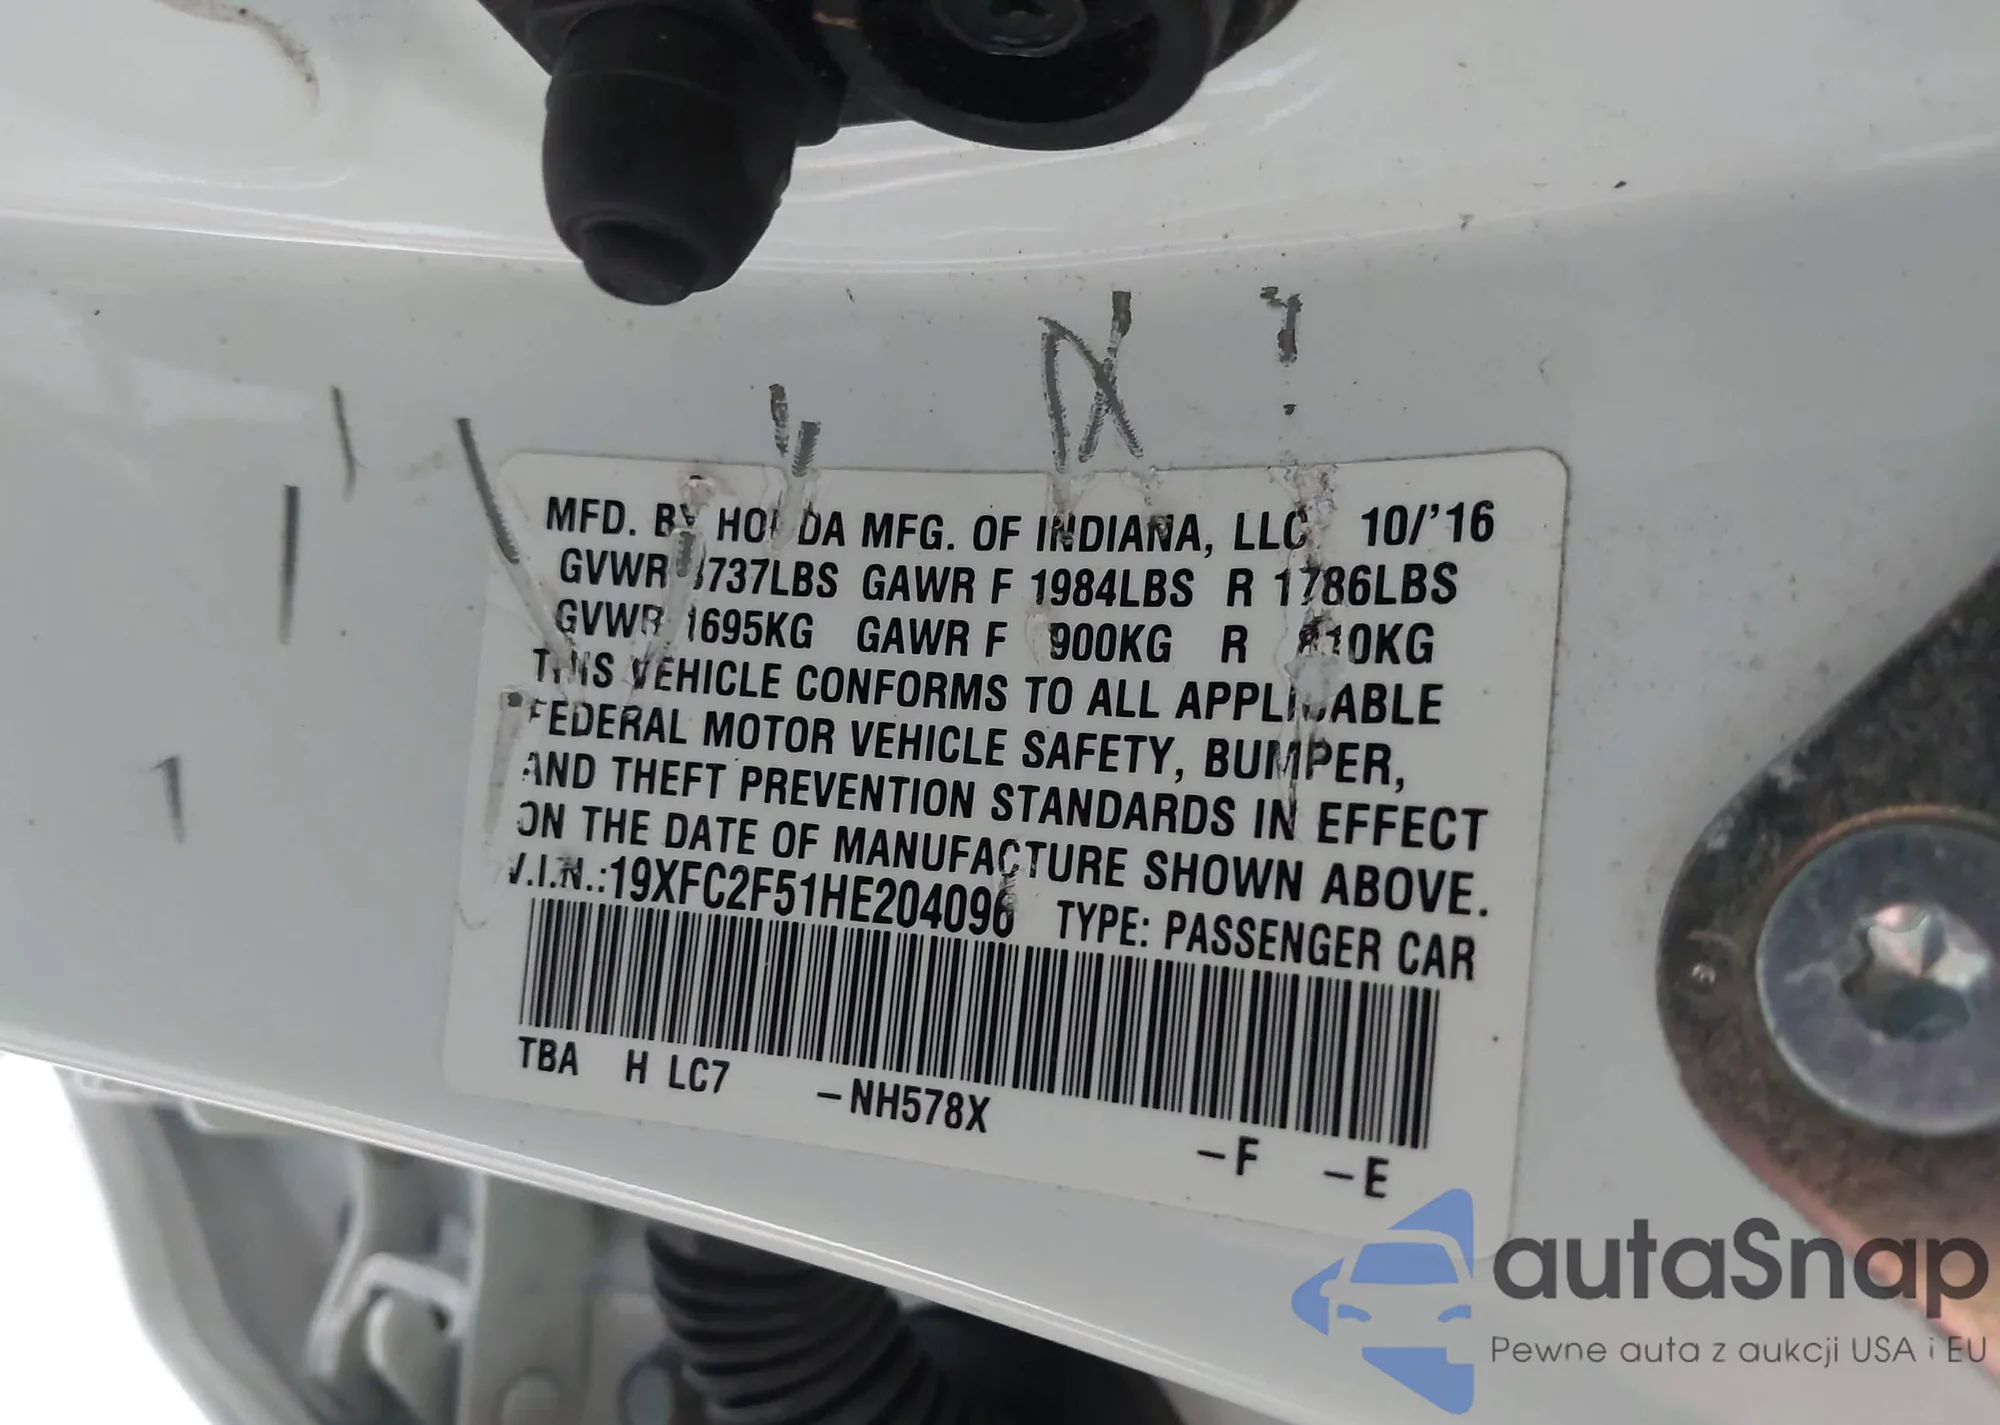 MFD. BY HONDA MFG. OF INDIANA, LLC 10/'16
GVWR 3737LBS GAWR F 1984LBS R 1786LBS
GVWR 1695KG GAWR F 900KG R 810KG
THIS VEHICLE CONFORMS TO ALL APPLICABLE
FEDERAL MOTOR VEHICLE SAFETY, BUMPER,
AND THEFT PREVENTION STANDARDS IN EFFECT
ON THE DATE OF MANUFACTURE SHOWN ABOVE.
V.I.N.:19XFC2F51HE204096 TYPE: PASSENGER CAR
TBA H LC7 -NH578X -F -E
autaSnap
Pewne auta z aukcji USA i EU